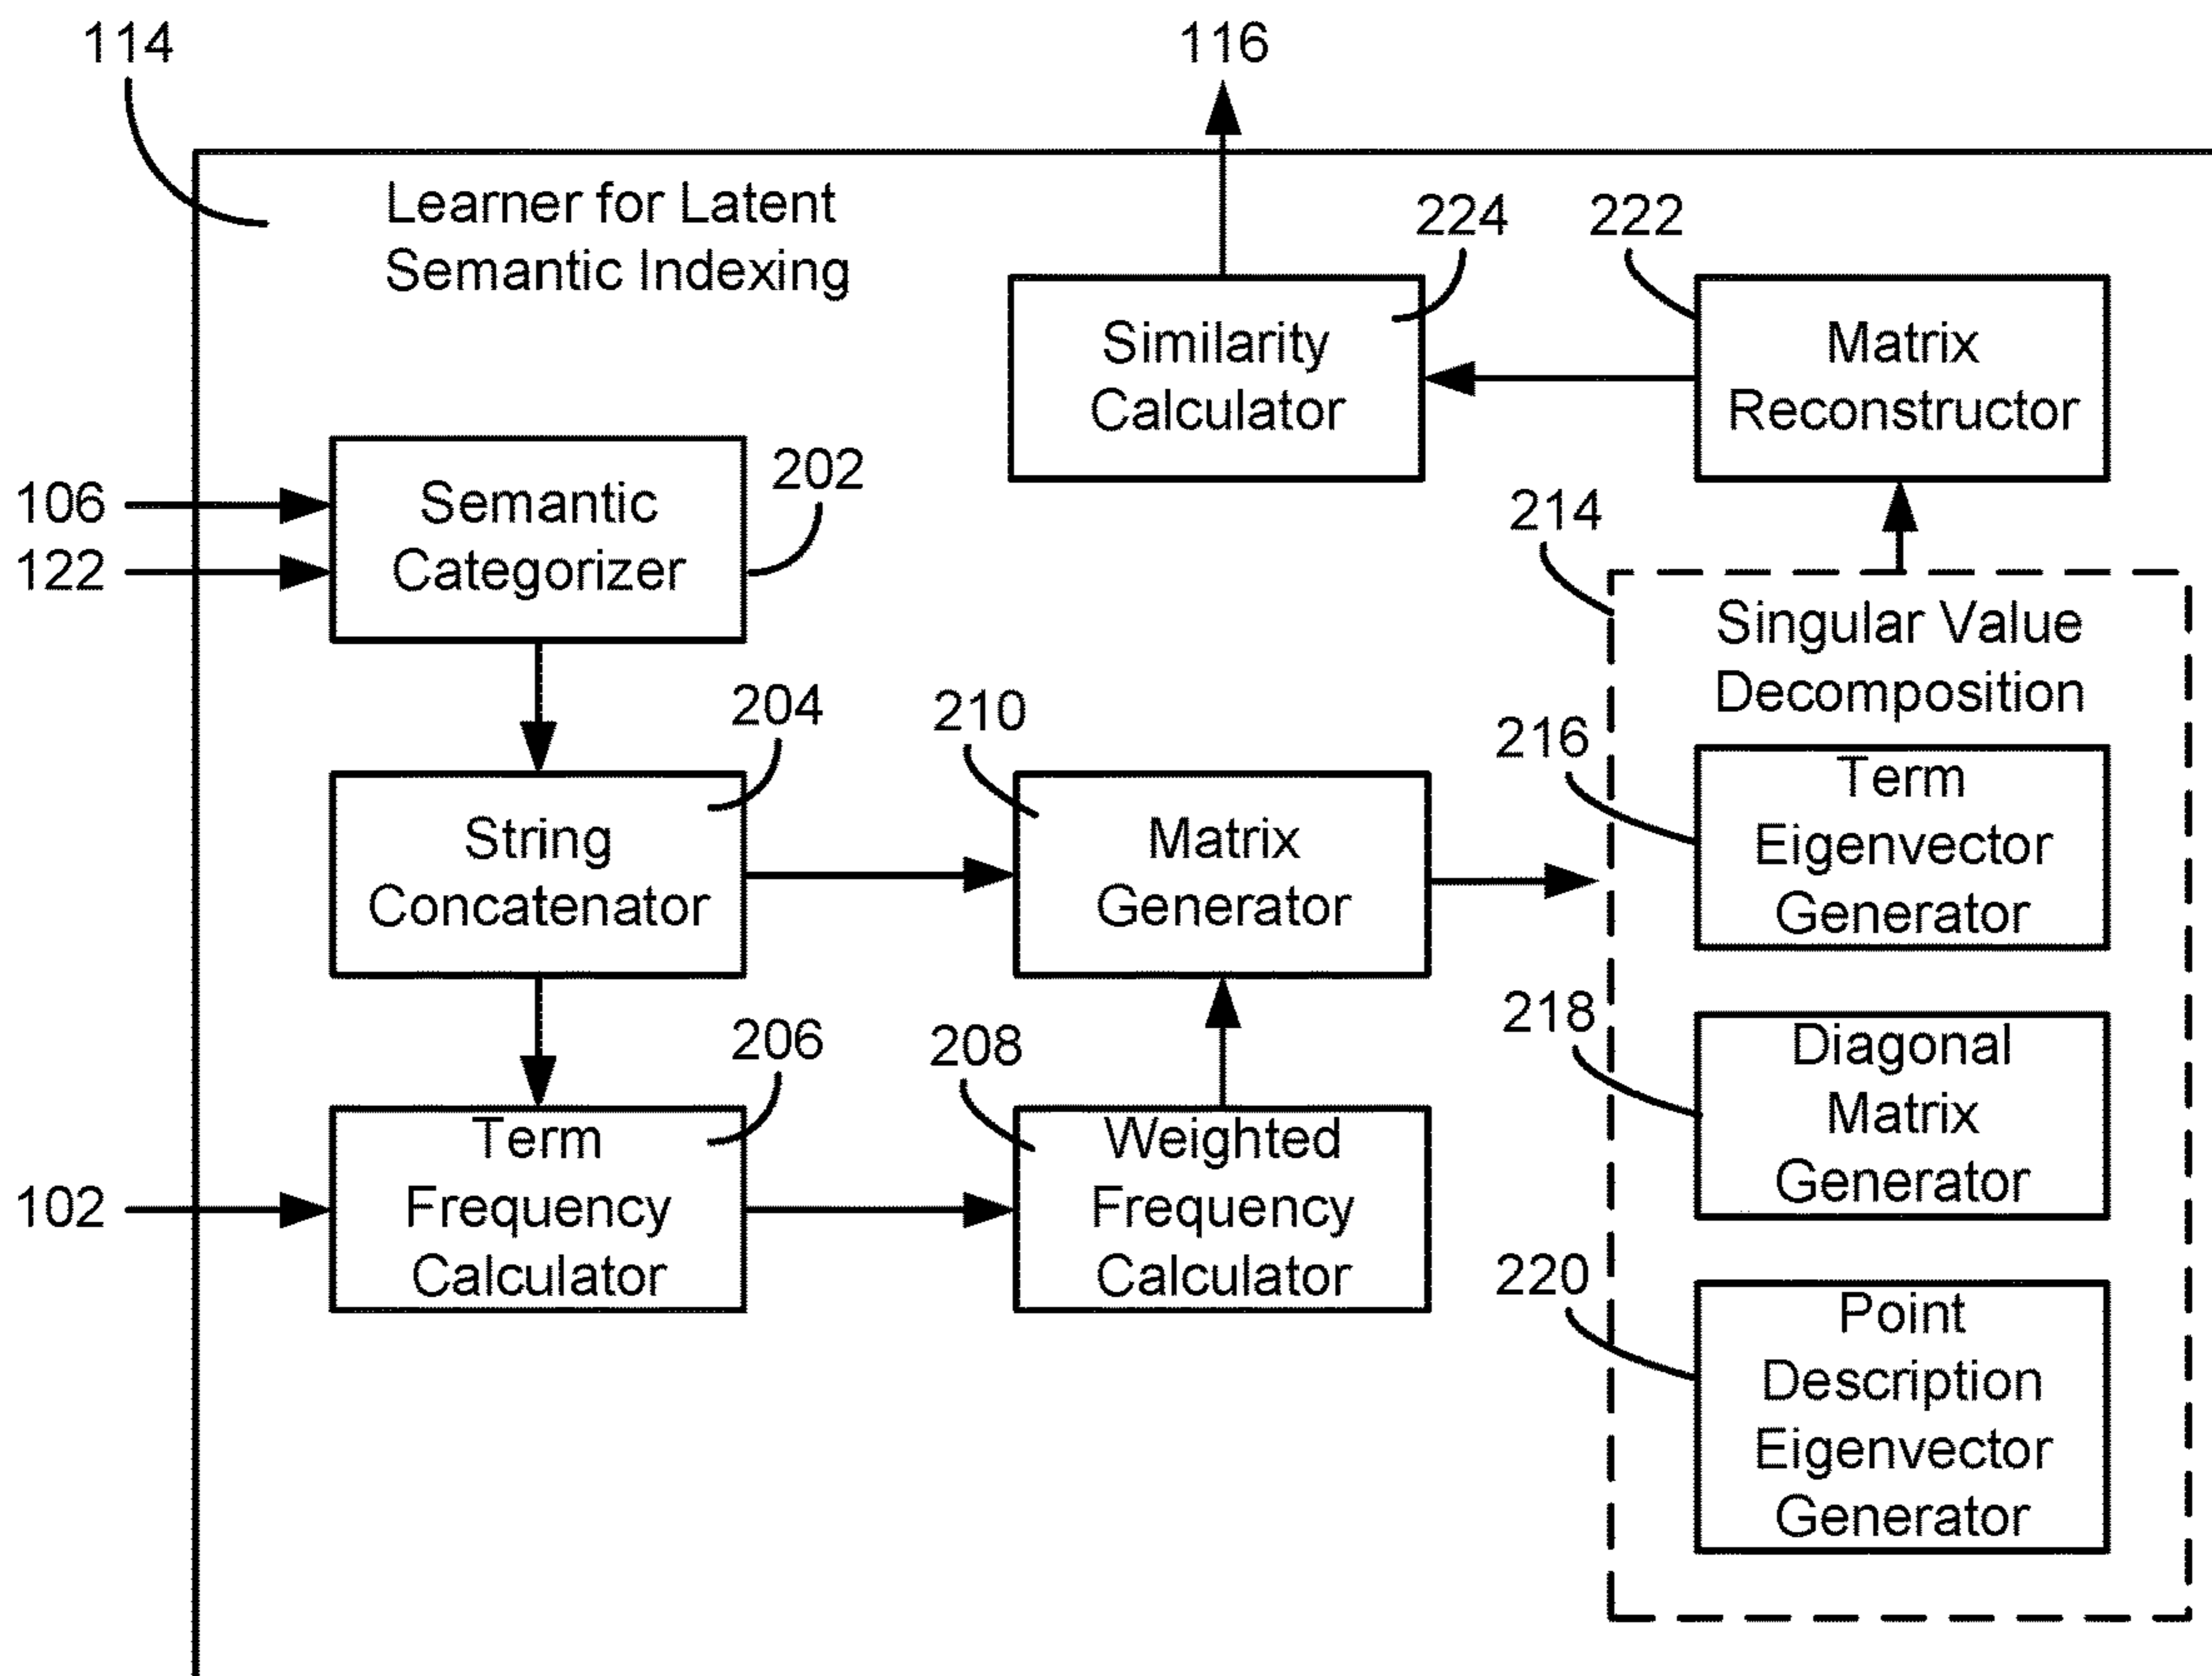 114
116
Learner for Latent
Semantic Indexing
224
222
Similarity
Calculator
Matrix
Reconstructor
106
122
Semantic
Categorizer
202
214
Singular Value
Decomposition
204
210
216
String
Concatenator
Matrix
Generator
Term
Eigenvector
Generator
206
208
218
102
Term
Frequency
Calculator
Weighted
Frequency
Calculator
Diagonal
Matrix
Generator
220
Point
Description
Eigenvector
Generator